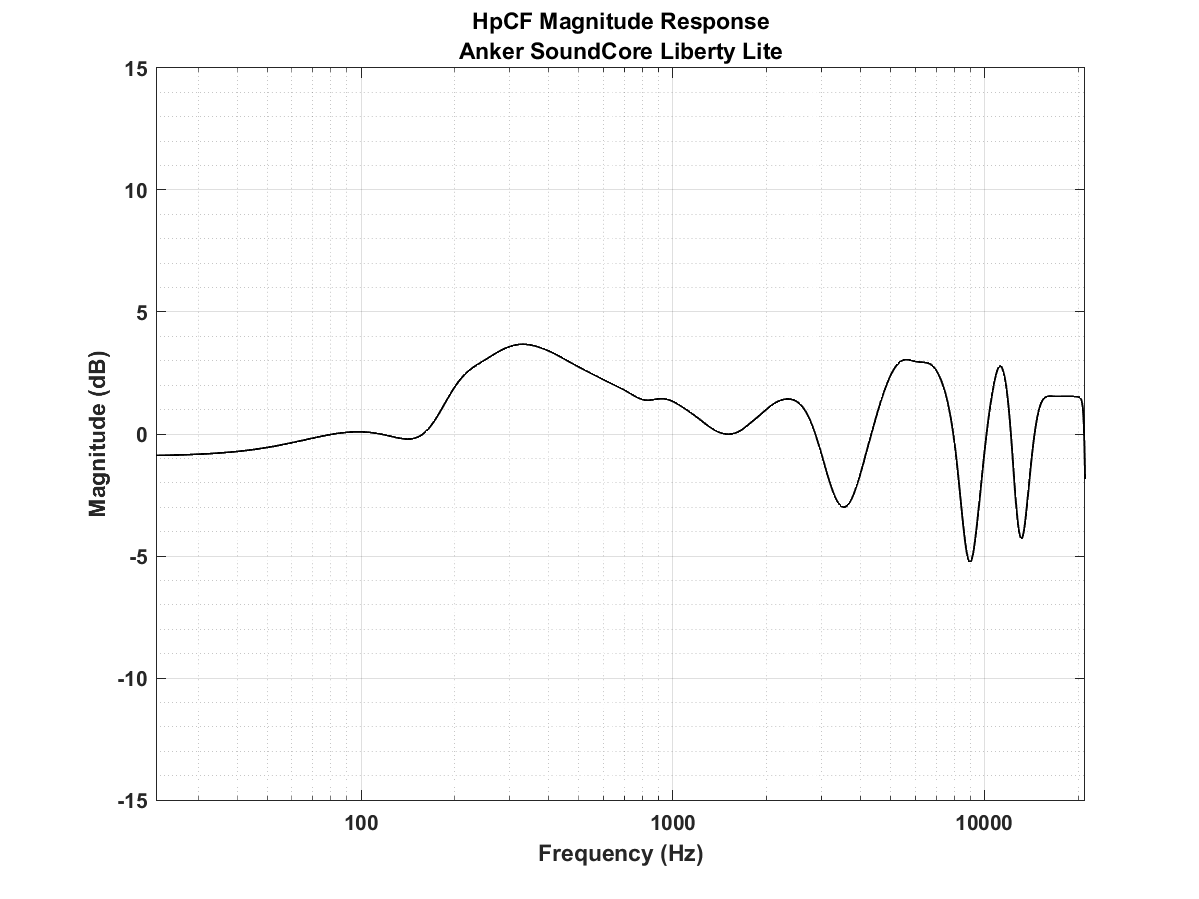 HpCF Magnitude Response
Anker SoundCore Liberty Lite
15
10
5
0
-5
-10
-15
Magnitude (dB)
100
1000
10000
Frequency (Hz)